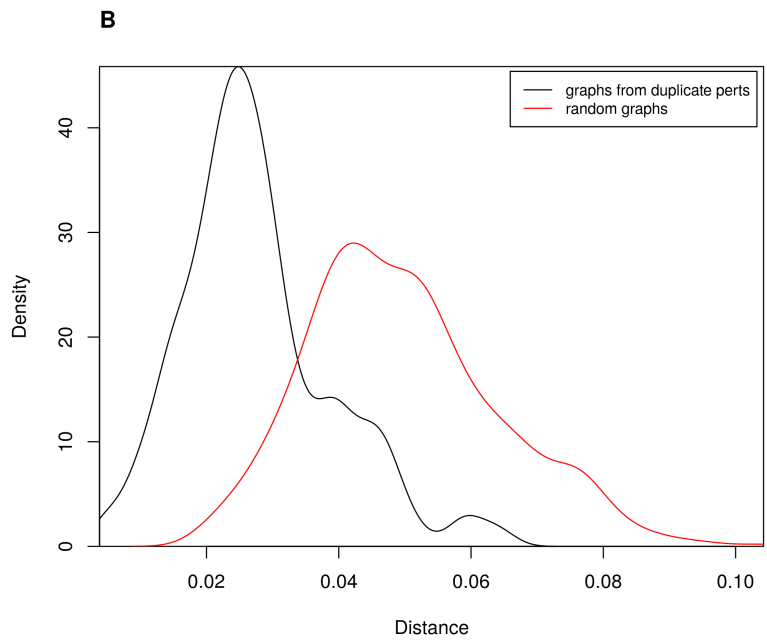 B
graphs from duplicate perts
random graphs
Density
40
30
20
10
0
0.02 0.04 0.06 0.08 0.10
Distance